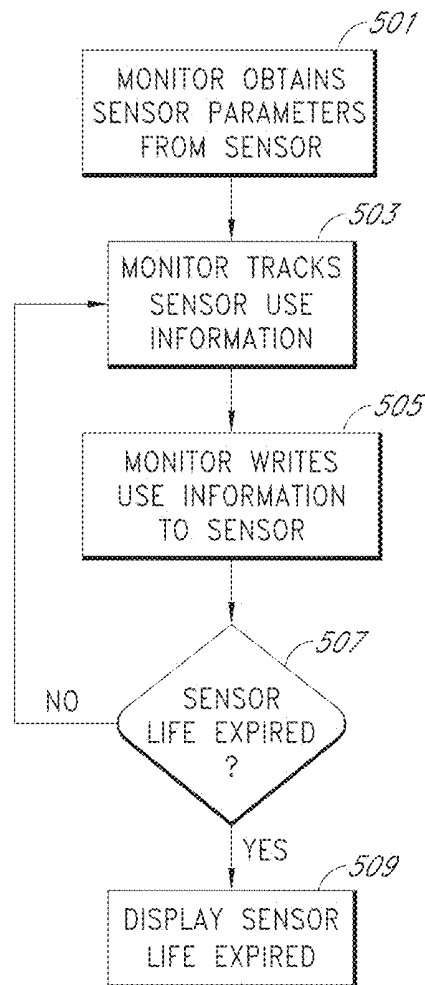 501
MONITOR OBTAINS
SENSOR PARAMETERS
FROM SENSOR
503
MONITOR TRACKS
SENSOR USE
INFORMATION
505
MONITOR WRITES
USE INFORMATION
TO SENSOR
507
NO
SENSOR
LIFE EXPIRED
?
YES
509
DISPLAY SENSOR
LIFE EXPIRED